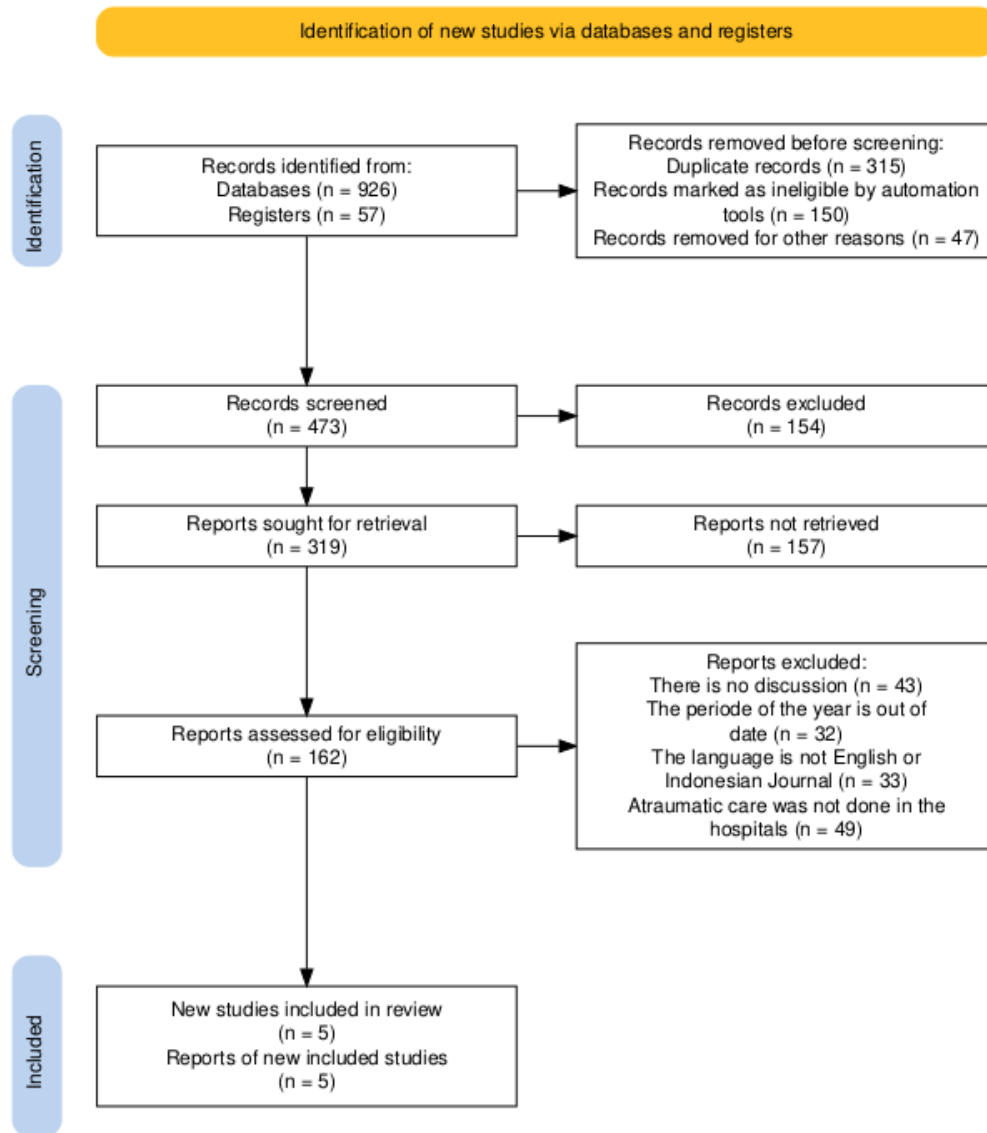 Identification of new studies via databases and registers
Identification
Records identified from:
Databases (n = 926)
Registers (n = 57)
Records removed before screening:
Duplicate records (n = 315)
Records marked as ineligible by automation
tools (n = 150)
Records removed for other reasons (n = 47)
Screening
Records screened
(n = 473)
Records excluded
(n = 154)
Reports sought for retrieval
(n = 319)
Reports not retrieved
(n = 157)
Reports assessed for eligibility
(n = 162)
Reports excluded:
There is no discussion (n = 43)
The periode of the year is out of
date (n = 32)
The language is not English or
Indonesian Journal (n = 33)
Atraumatic care was not done in the
hospitals (n = 49)
Included
New studies included in review
(n = 5)
Reports of new included studies
(n = 5)